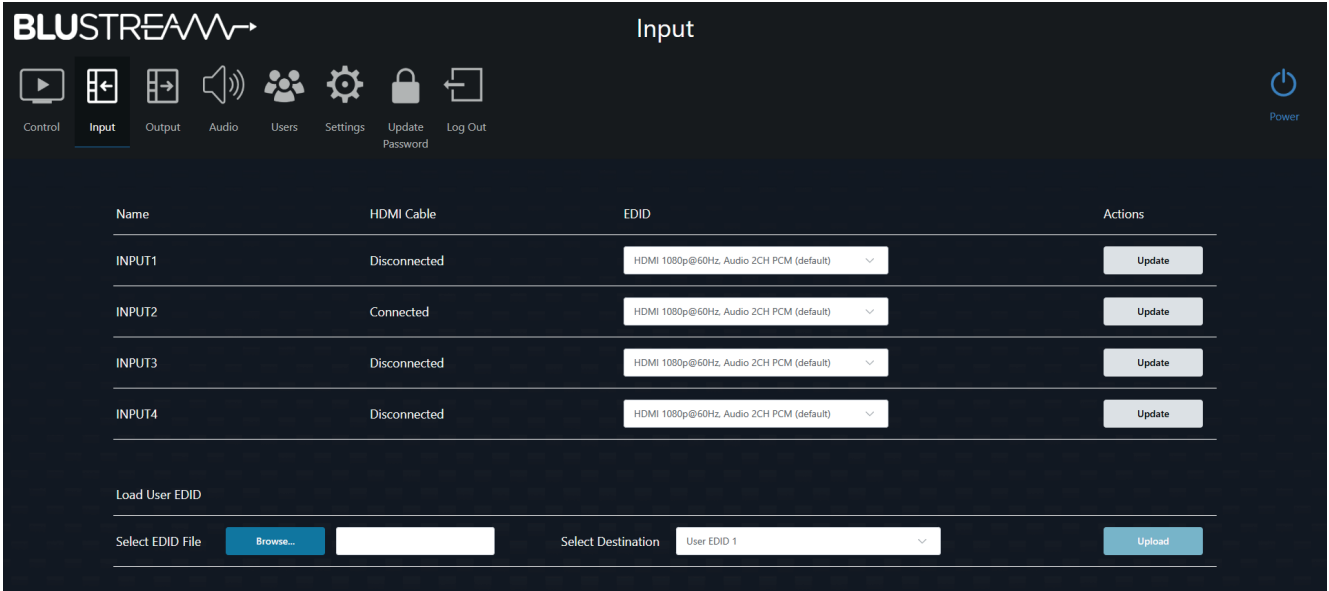 BLUSTREAM
Input
Control Input Output Audio Users Settings Update Password Log Out
Power
Name HDMI Cable EDID Actions
INPUT1 Disconnected HDMI 1080p@60Hz, Audio 2CH PCM (default) Update
INPUT2 Connected HDMI 1080p@60Hz, Audio 2CH PCM (default) Update
INPUT3 Disconnected HDMI 1080p@60Hz, Audio 2CH PCM (default) Update
INPUT4 Disconnected HDMI 1080p@60Hz, Audio 2CH PCM (default) Update
Load User EDID
Select EDID File Browse... Select Destination User EDID 1 Upload